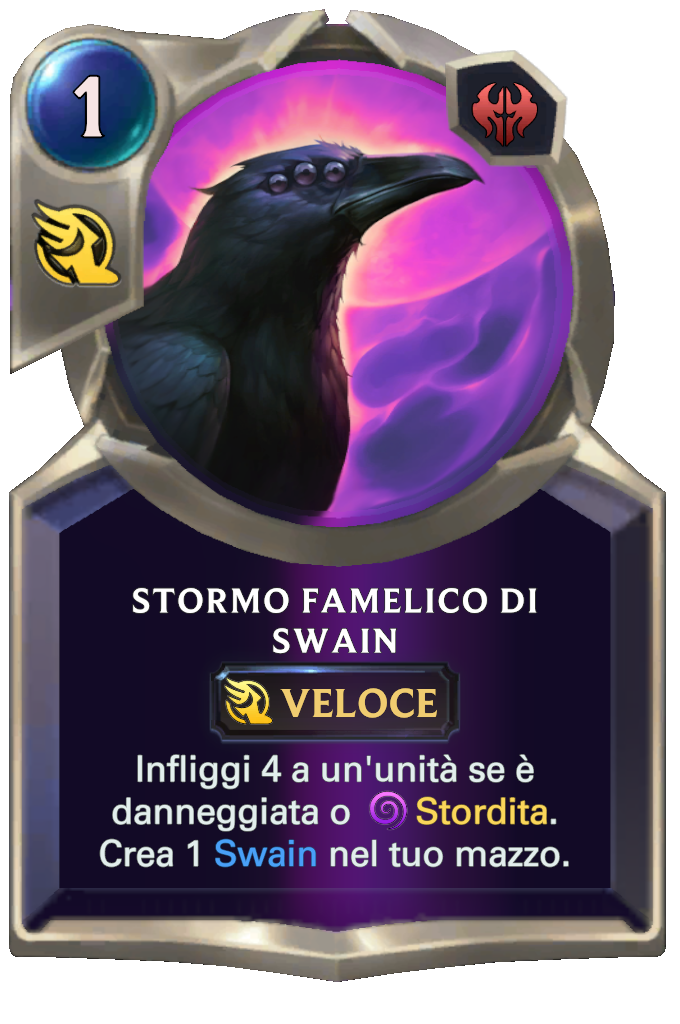 1
STORMO FAMELICO DI
SWAIN
VELOCE
Infliggi 4 a un'unità se è
danneggiata o Stordita.
Crea 1 Swain nel tuo mazzo.